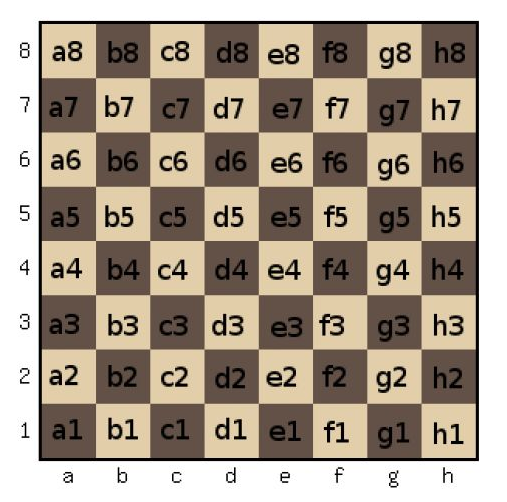 8 a8 b8 c8 d8 e8 f8 g8 h8
7 a7 b7 c7 d7 e7 f7 g7 h7
6 a6 b6 c6 d6 e6 f6 g6 h6
5 a5 b5 c5 d5 e5 f5 g5 h5
4 a4 b4 c4 d4 e4 f4 g4 h4
3 a3 b3 c3 d3 e3 f3 g3 h3
2 a2 b2 c2 d2 e2 f2 g2 h2
1 a1 b1 c1 d1 e1 f1 g1 h1
a b c d e f g h